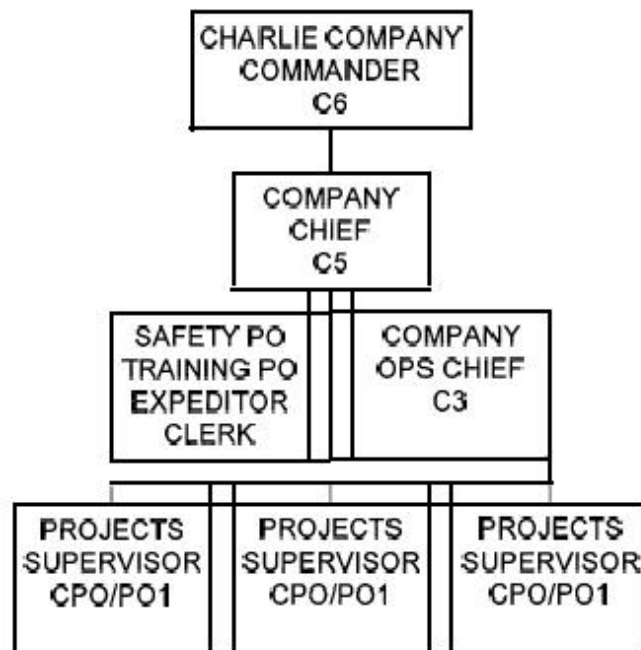 CHARLIE COMPANY
COMMANDER
C6
COMPANY
CHIEF
C5
SAFETY PO
TRAINING PO
EXPEDITOR
CLERK
COMPANY
OPS CHIEF
C3
PROJECTS
SUPERVISOR
CPO/PO1
PROJECTS
SUPERVISOR
CPO/PO1
PROJECTS
SUPERVISOR
CPO/PO1